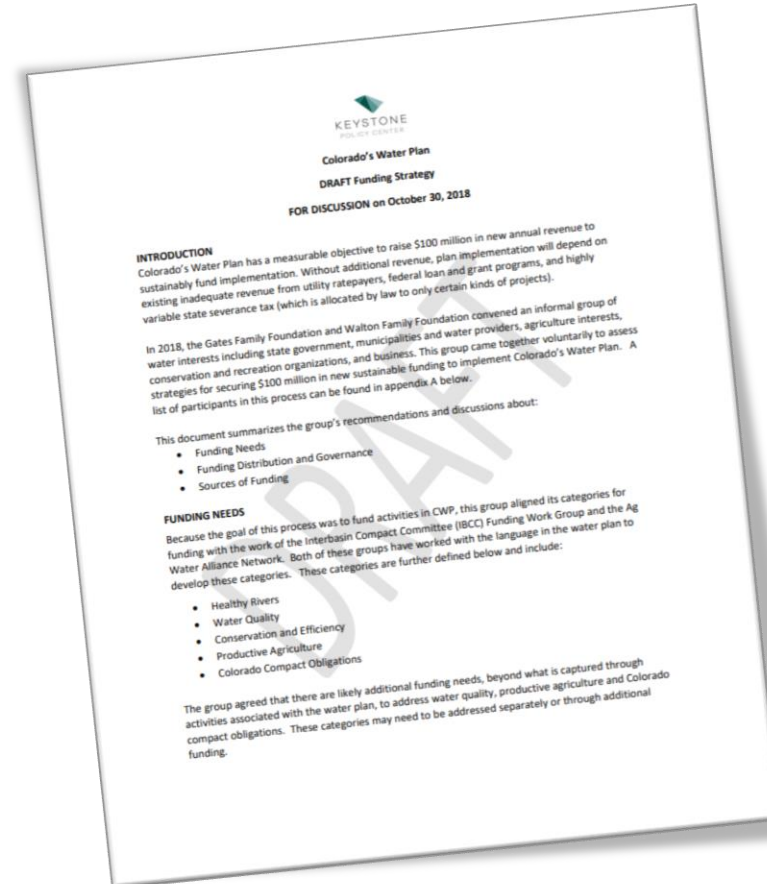 KEYSTONE
POLICY CENTER
Colorado's Water Plan
DRAFT Funding Strategy
FOR DISCUSSION on October 30, 2018
INTRODUCTION
Colorado's Water Plan has a measurable objective to raise $100 million in new annual revenue to
sustainably fund implementation. Without additional revenue, plan implementation will depend on
existing inadequate revenue from utility ratepayers, federal loan and grant programs, and highly
variable state severance tax (which is allocated by law to only certain kinds of projects).
In 2018, the Gates Family Foundation and Walton Family Foundation convened an informal group of
water interests including state government, municipalities and water providers, agriculture interests,
conservation and recreation organizations, and business. This group came together voluntarily to assess
strategies for securing $100 million in new sustainable funding to implement Colorado's Water Plan. A
list of participants in this process can be found in appendix A below.
This document summarizes the group's recommendations and discussions about:
• Funding Needs
• Funding Distribution and Governance
• Sources of Funding
FUNDING NEEDS
Because the goal of this process was to fund activities in CWP, this group aligned its categories for
funding with the work of the Interbasin Compact Committee (IBCC) Funding Work Group and the Ag
Water Alliance Network. Both of these groups have worked with the language in the water plan to
develop these categories. These categories are further defined below and include:
• Healthy Rivers
• Water Quality
• Conservation and Efficiency
• Productive Agriculture
• Colorado Compact Obligations
The group agreed that there are likely additional funding needs, beyond what is captured through
activities associated with the water plan, to address water quality, productive agriculture and Colorado
compact obligations. These categories may need to be addressed separately or through additional
funding.
DRAFT